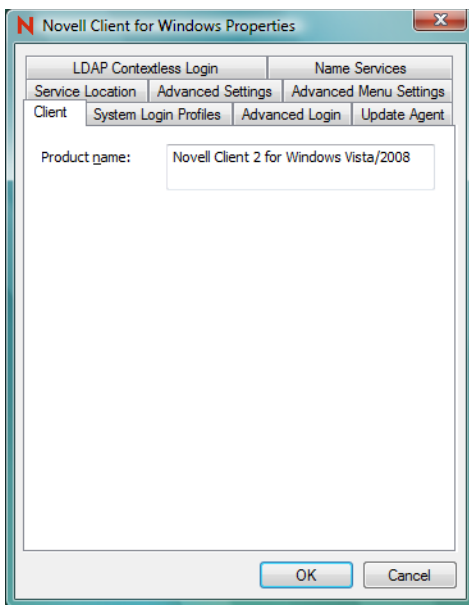 Novell Client for Windows Properties
LDAP Contextless Login Name Services
Service Location Advanced Settings Advanced Menu Settings
Client System Login Profiles Advanced Login Update Agent
Product name: Novell Client 2 for Windows Vista/2008
OK Cancel